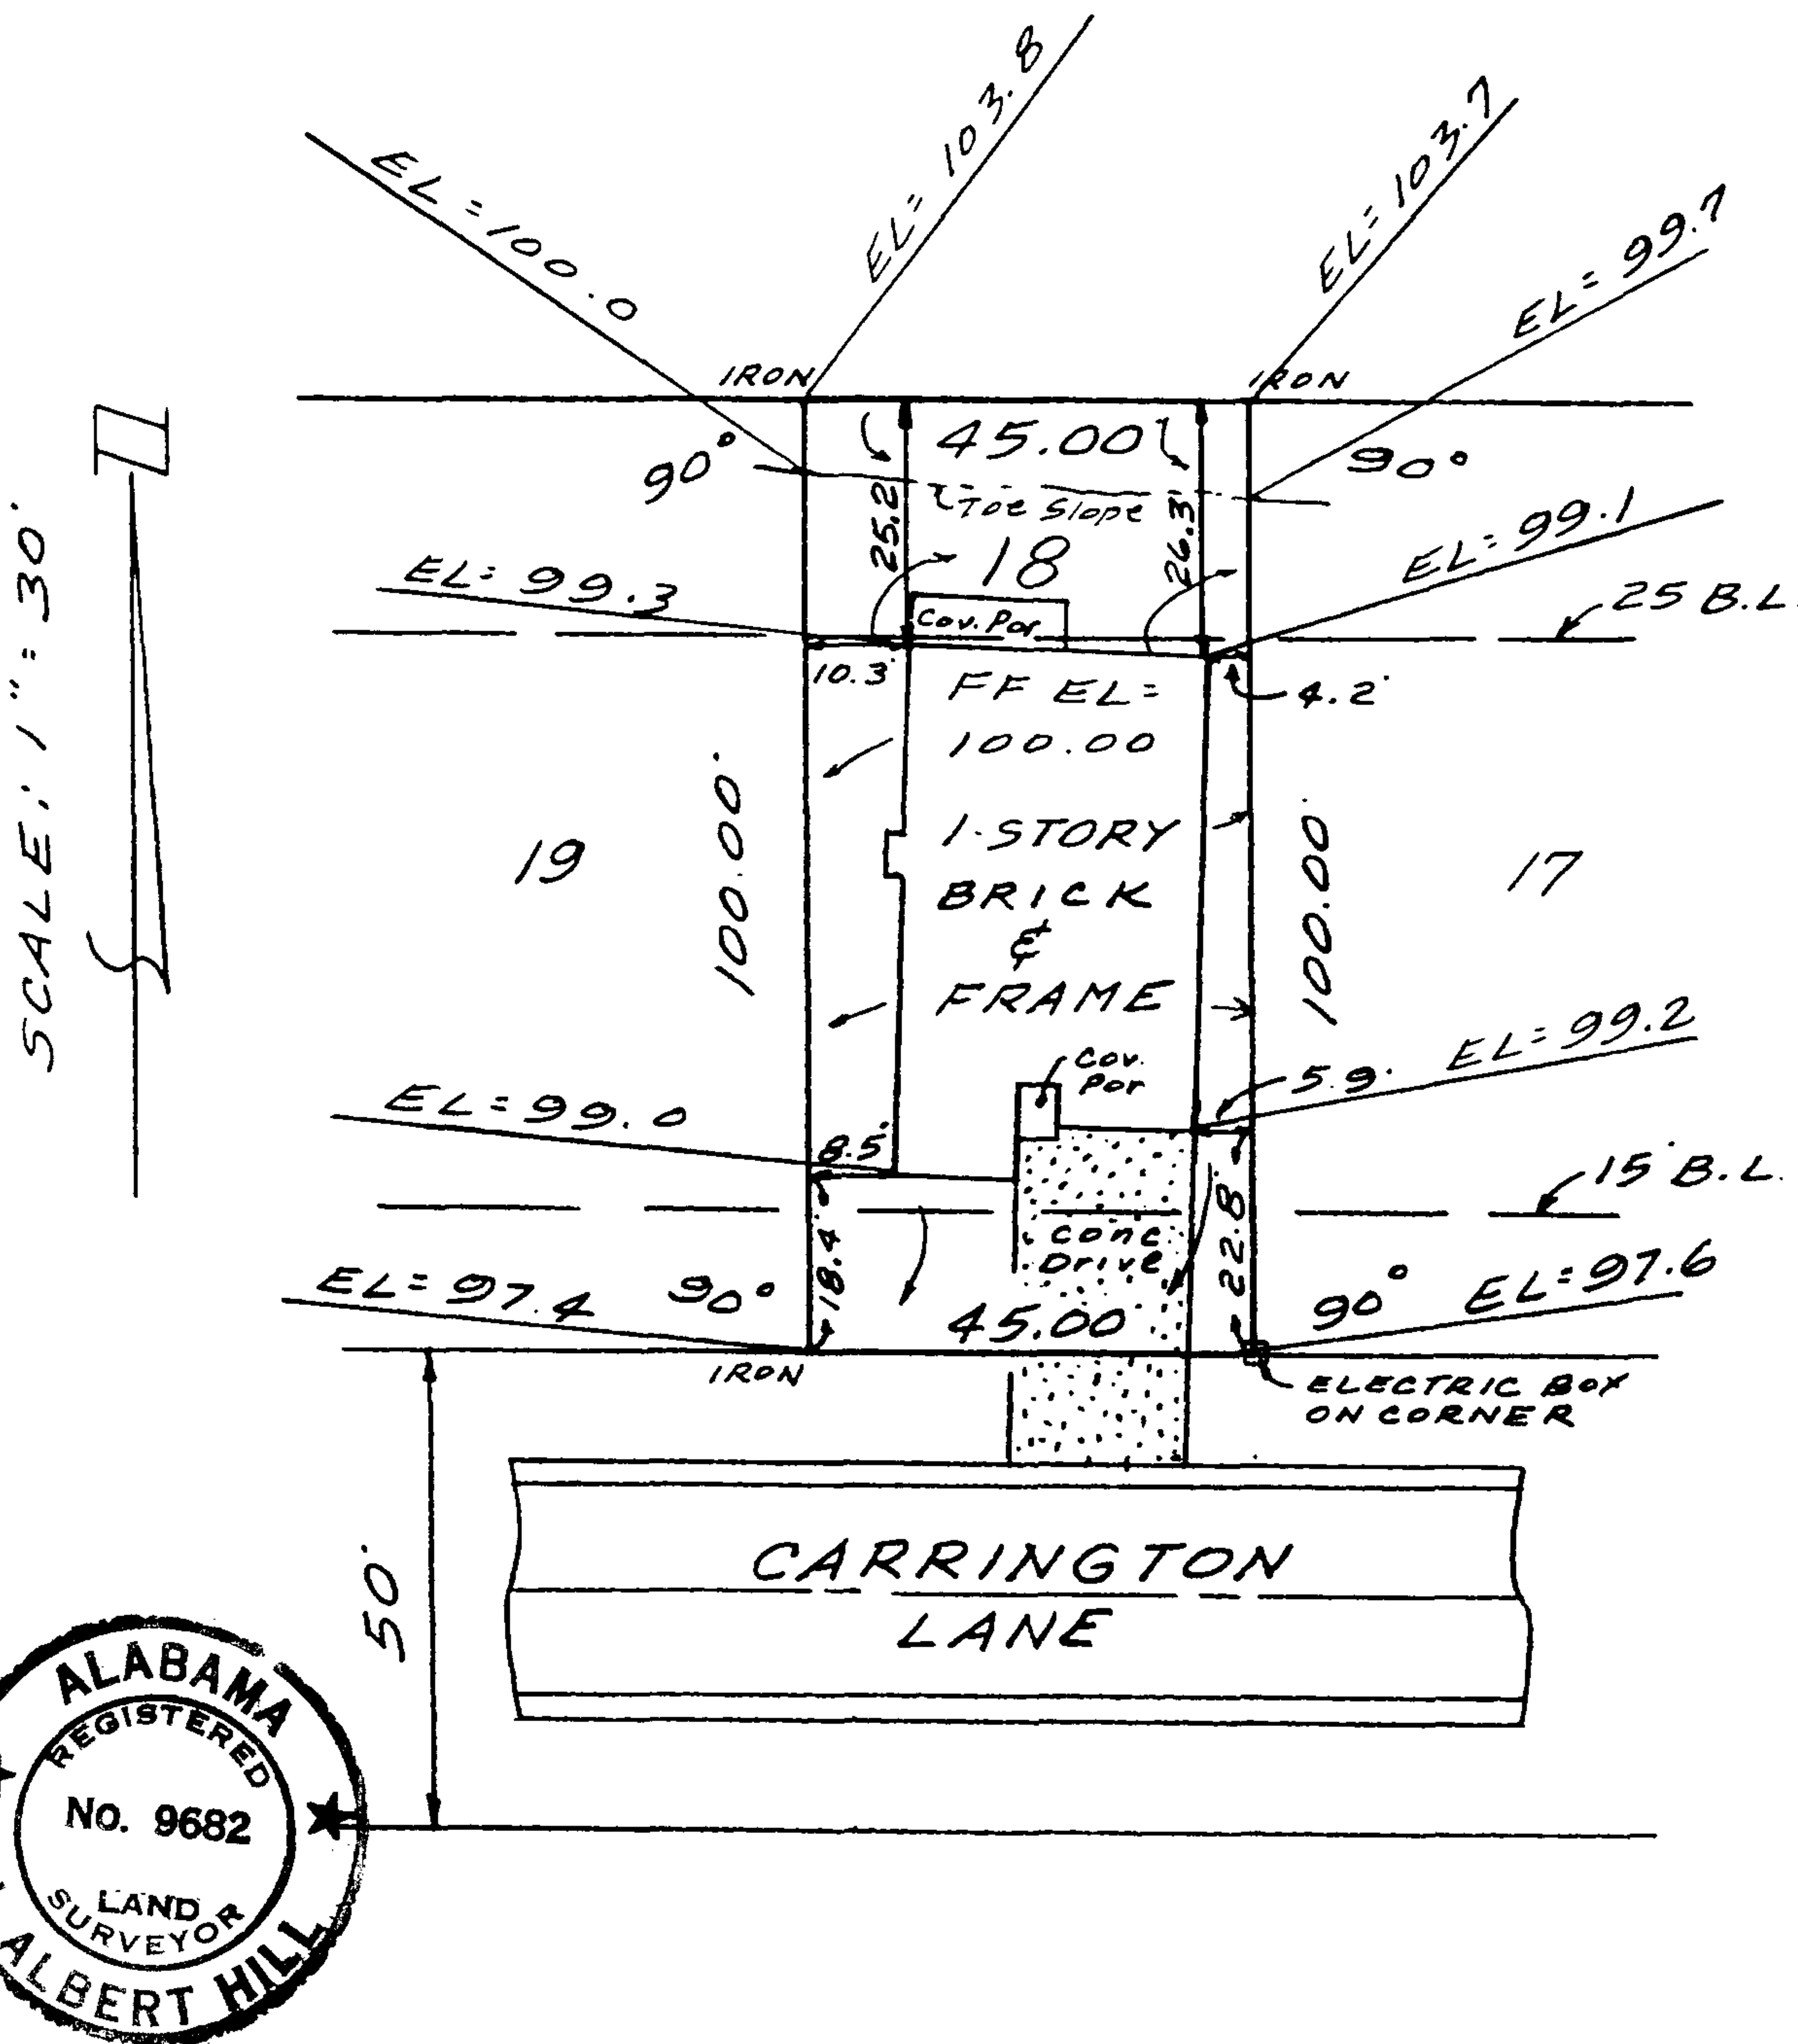 EL = 103.8
EL = 103.7
EL = 100.0
EL = 99.7
IRON
IRON
45.00
90°
90°
Toe Slope
25.2
26.3
18
EL = 99.1
EL = 99.3
25 B.L.
Cov. Por
10.3'
4.2'
FF EL =
100.00
SCALE: 1" = 30'
100.00'
100.00'
1-STORY
BRICK
&
FRAME
19
17
Cov.
Por
5.9'
EL = 99.2
EL = 99.0
8.5'
15' B.L.
18.4
22.8
Conc
Drive
EL = 97.4
90°
45.00
90°
EL = 97.6
IRON
ELECTRIC BOX
ON CORNER
CARRINGTON
LANE
50'
ALABAMA
REGISTERED
No. 9682
LAND
SURVEYOR
ALBERT HILL